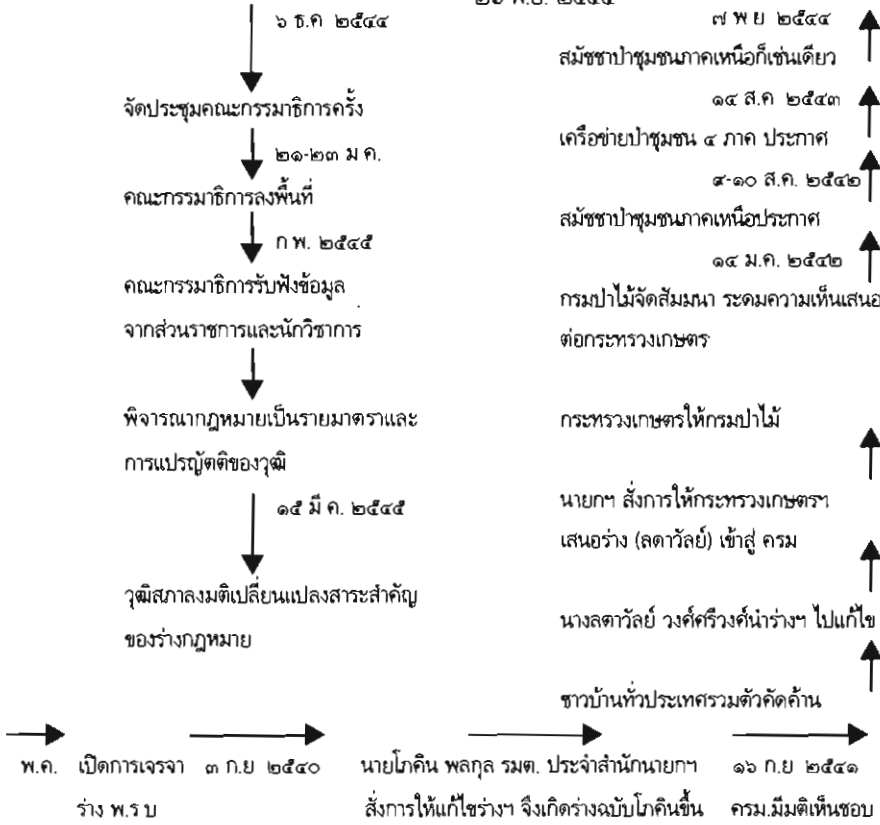 ๖ ธ.ค ๒๕๔๔
จัดประชุมคณะกรรมาธิการครั้ง
๒๑-๒๓ ม ค.
คณะกรรมาธิการลงพื้นที่
ก พ. ๒๕๔๕
คณะกรรมาธิการรับฟังข้อมูล
จากส่วนราชการและนักวิชาการ
พิจารณากฎหมายเป็นรายมาตราและ
การแปรญัตติของวุฒิ
๑๕ มี ค. ๒๕๔๕
วุฒิสภาลงมติเปลี่ยนแปลงสาระสำคัญ
ของร่างกฎหมาย
๗ พ ย ๒๕๔๔
สมัชชาป่าชุมชนภาคเหนือก็เช่นเดียว
๑๔ ส.ค ๒๕๔๓
เครือข่ายป่าชุมชน ๔ ภาค ประกาศ
๙-๑๐ ส.ค. ๒๕๔๒
สมัชชาป่าชุมชนภาคเหนือประกาศ
๑๔ ม.ค. ๒๕๔๒
กรมป่าไม้จัดสัมมนา ระดมความเห็นเสนอ
ต่อกระทรวงเกษตร
กระทรวงเกษตรให้กรมป่าไม้
นายกฯ สั่งการให้กระทรวงเกษตรฯ
เสนอร่าง (ลดาวัลย์) เข้าสู่ ครม
นางลดาวัลย์ วงศ์ศรีวงศ์นำร่างฯ ไปแก้ไข
ชาวบ้านทั่วประเทศรวมตัวคัดค้าน
พ.ค. เปิดการเจรจา ๓ ก.ย ๒๕๔๐ นายโภคิน พลกุล รมต. ประจำสำนักนายกฯ ๑๖ ก.ย ๒๕๔๑
ร่าง พ.ร บ สั่งการให้แก้ไขร่างฯ จึงเกิดร่างฉบับโภคินขึ้น ครม.มีมติเห็นชอบ